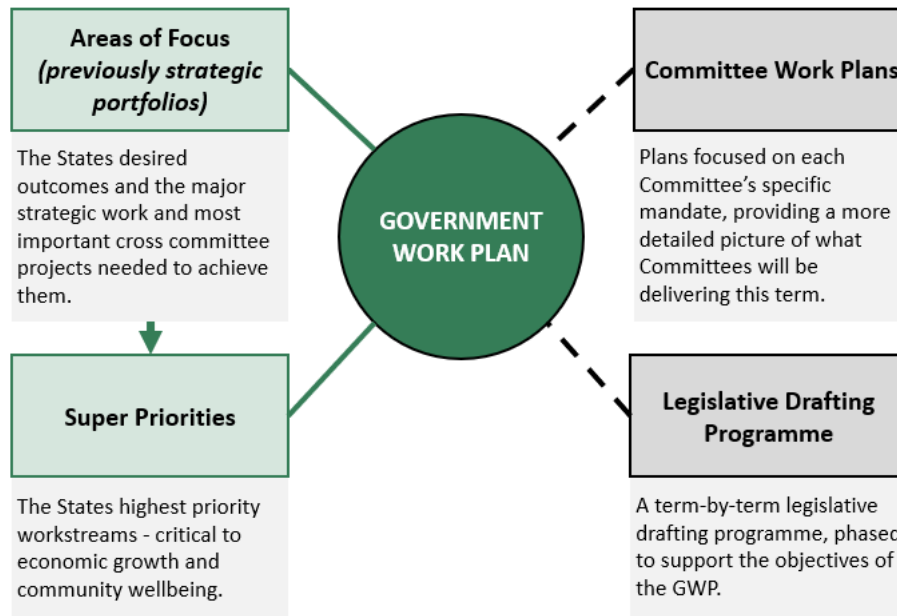 Areas of Focus
(previously strategic
portfolios)
The States desired
outcomes and the major
strategic work and most
important cross committee
projects needed to achieve
them.
Super Priorities
The States highest priority
workstreams - critical to
economic growth and
community wellbeing.
GOVERNMENT
WORK PLAN
Committee Work Plans
Plans focused on each
Committee’s specific
mandate, providing a more
detailed picture of what
Committees will be
delivering this term.
Legislative Drafting
Programme
A term-by-term legislative
drafting programme, phased
to support the objectives of
the GWP.